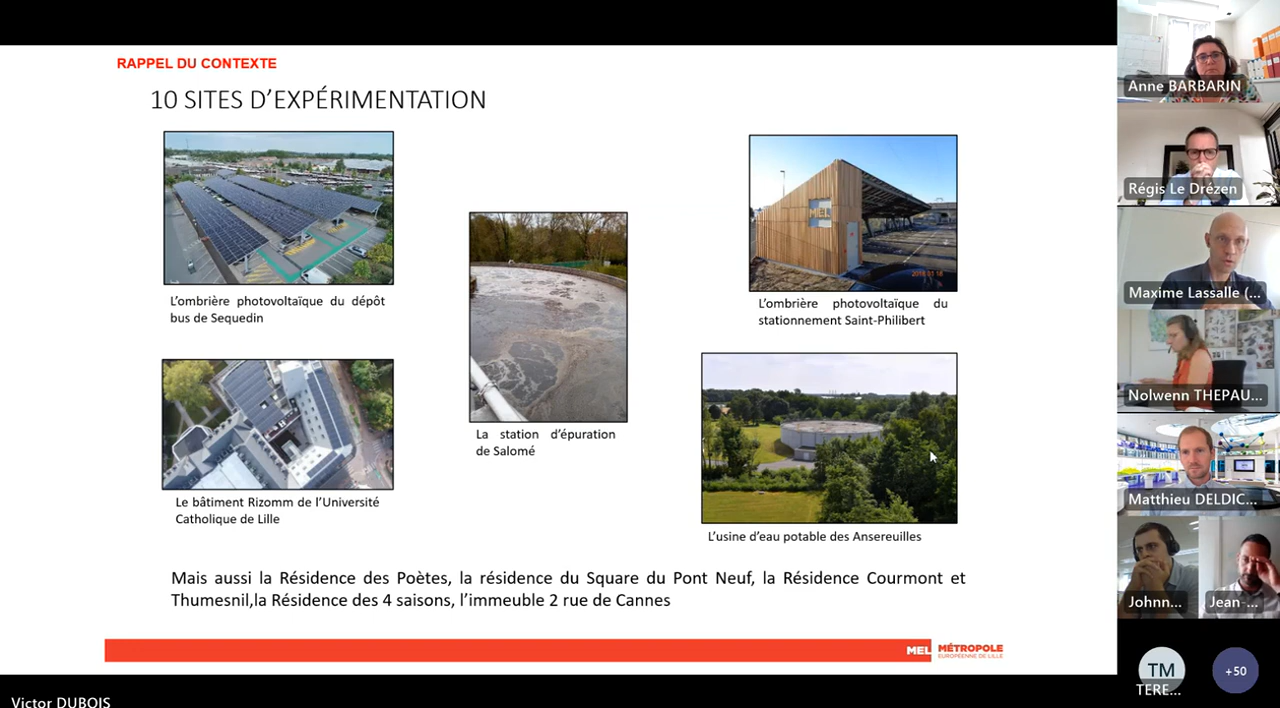 RAPPEL DU CONTEXTE
10 SITES D'EXPÉRIMENTATION
L'ombrière photovoltaïque du dépôt
bus de Sequedin
MEL
2018 05 18
L'ombrière photovoltaïque du
stationnement Saint-Philibert
La station d'épuration
de Salomé
Le bâtiment Rizomm de l'Université
Catholique de Lille
L'usine d'eau potable des Ansereuilles
Mais aussi la Résidence des Poètes, la résidence du Square du Pont Neuf, la Résidence Courmont et
Thumesnil,la Résidence des 4 saisons, l'immeuble 2 rue de Cannes
MEL MÉTROPOLE
EUROPÉENNE DE LILLE
Victor DUBOIS
Anne BARBARIN
Régis Le Drézen
Maxime Lassalle (...
Nolwenn THEPAU...
Matthieu DELDIC...
Johnn...
Jean-...
TM
TERE...
+50